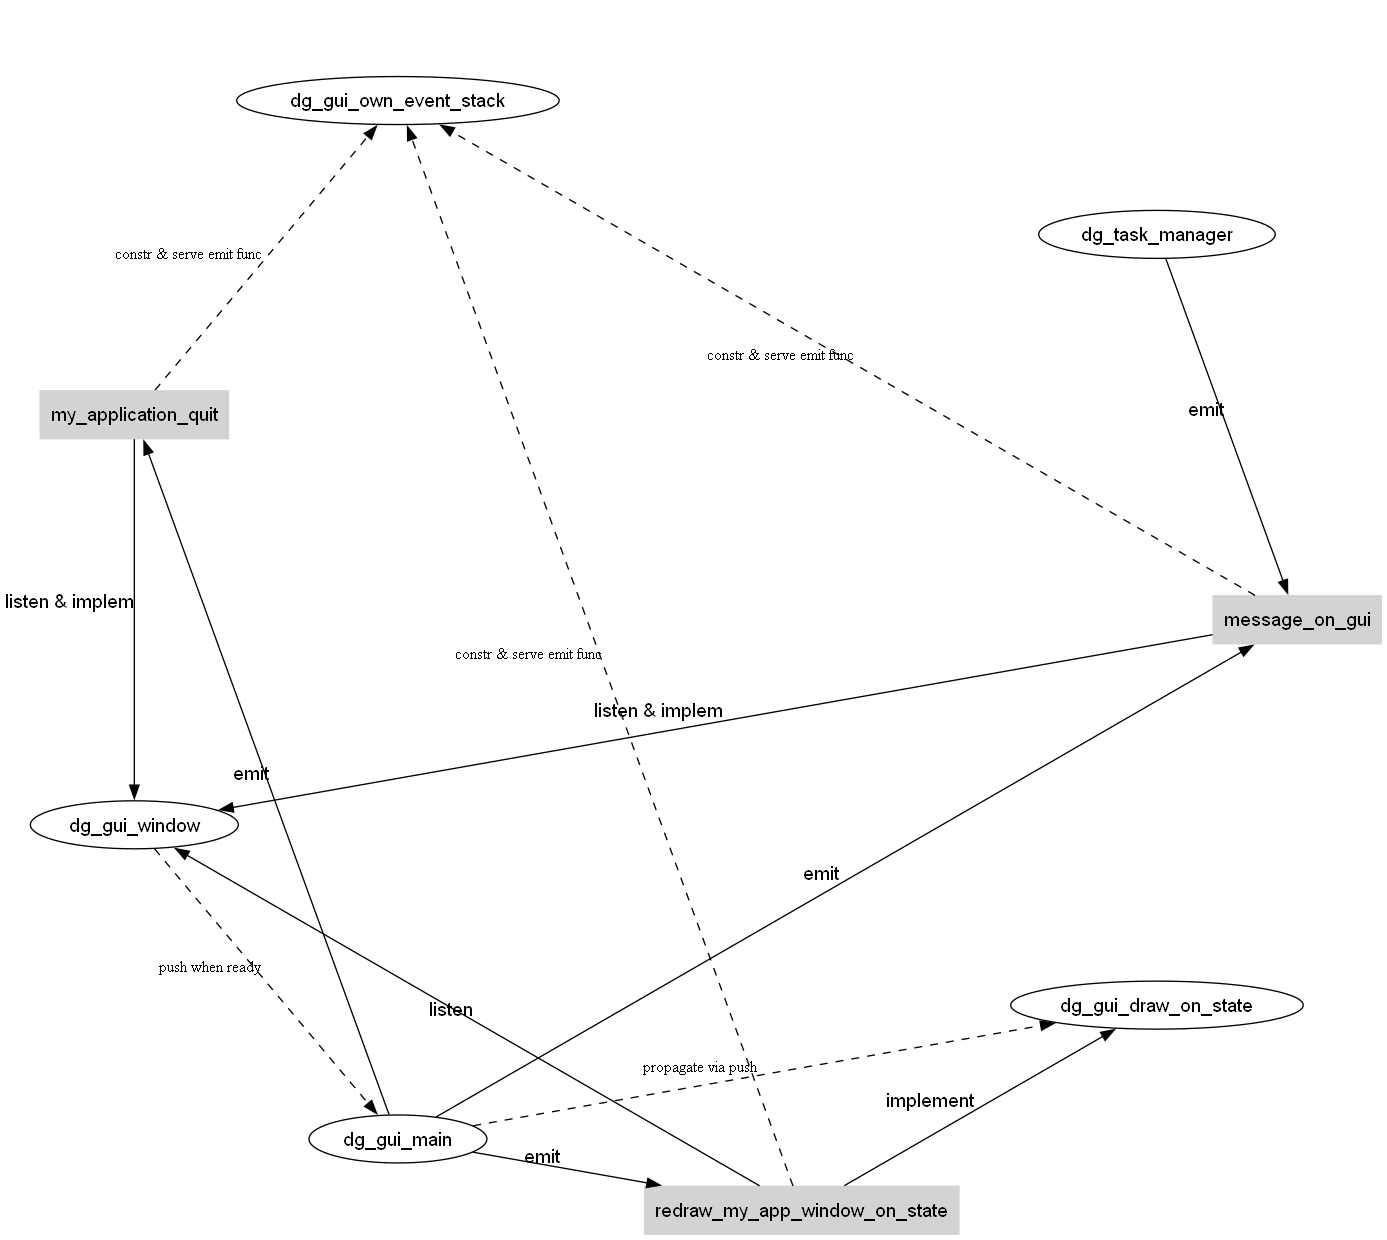 dg_gui_own_event_stack
dg_task_manager
constr & serve emit func
constr & serve emit func
emit
my_application_quit
listen & implem
message_on_gui
constr & serve emit func
listen & implem
emit
dg_gui_window
emit
push when ready
listen
dg_gui_draw_on_state
propagate via push
implement
dg_gui_main
emit
redraw_my_app_window_on_state